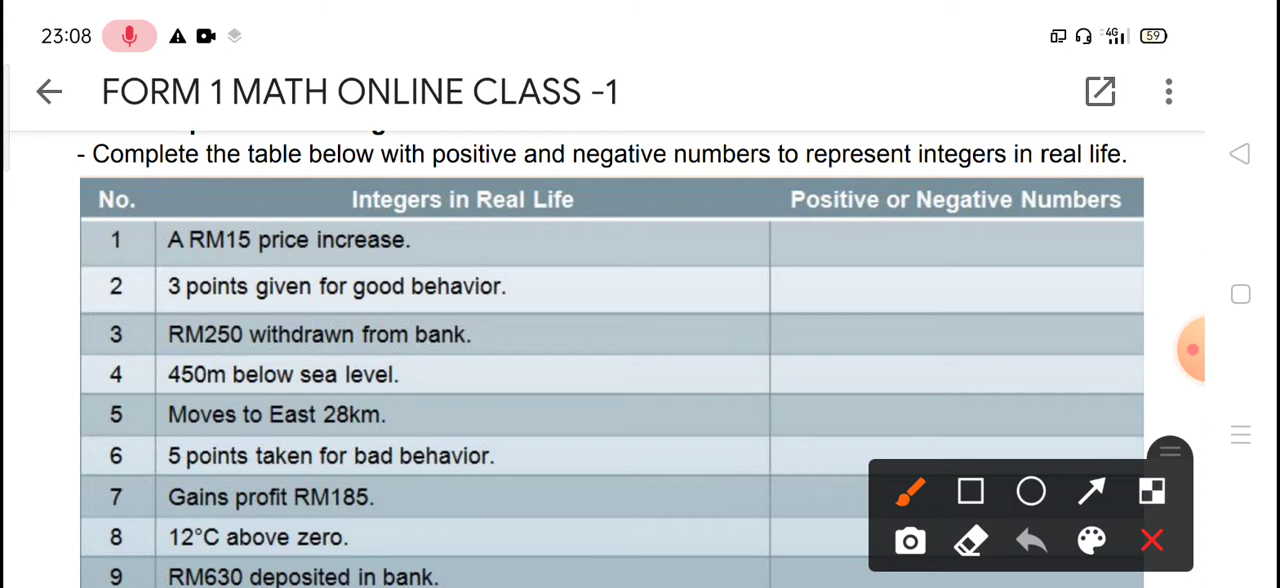 23:08 4G 59
FORM 1 MATH ONLINE CLASS -1
- Complete the table below with positive and negative numbers to represent integers in real life.
No. Integers in Real Life Positive or Negative Numbers
1 A RM15 price increase.
2 3 points given for good behavior.
3 RM250 withdrawn from bank.
4 450m below sea level.
5 Moves to East 28km.
6 5 points taken for bad behavior.
7 Gains profit RM185.
8 12°C above zero.
9 RM630 deposited in bank.